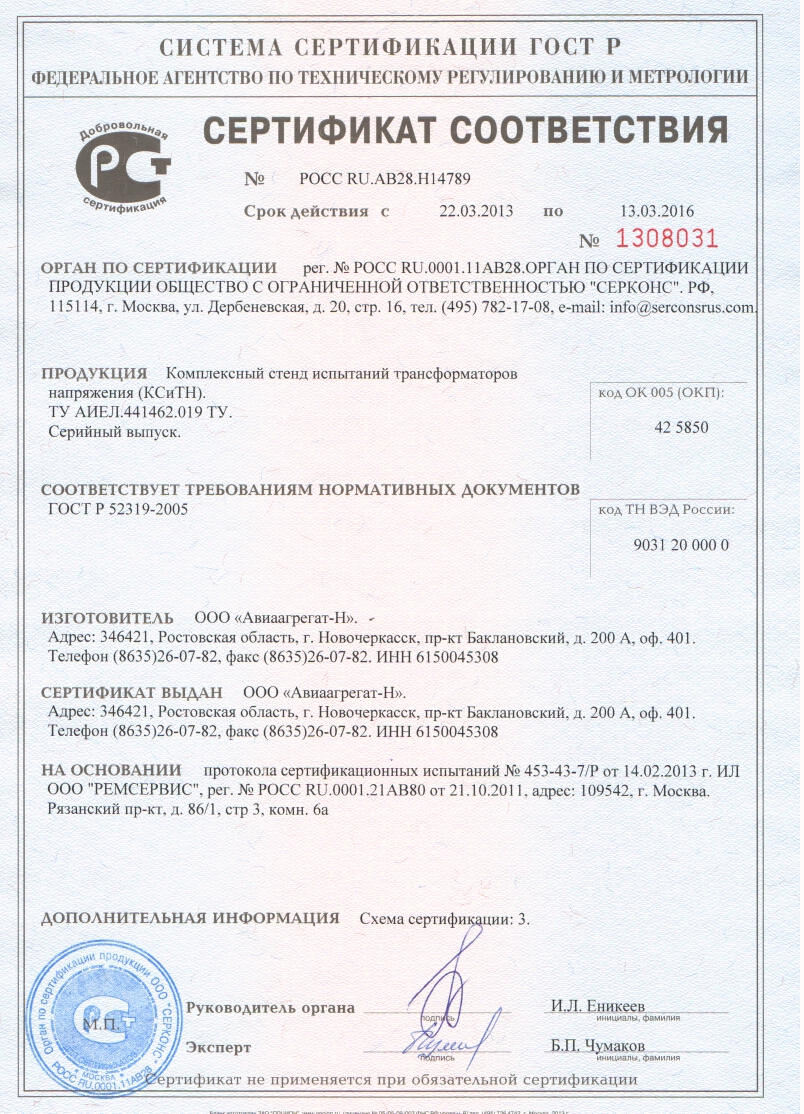 СИСТЕМА СЕРТИФИКАЦИИ ГОСТ Р
ФЕДЕРАЛЬНОЕ АГЕНТСТВО ПО ТЕХНИЧЕСКОМУ РЕГУЛИРОВАНИЮ И МЕТРОЛОГИИ
Добровольная
РСТ
сертификация
СЕРТИФИКАТ СООТВЕТСТВИЯ
№ РОСС RU.АВ28.Н14789
Срок действия с 22.03.2013 по 13.03.2016
№ 1308031
ОРГАН ПО СЕРТИФИКАЦИИ рег. № РОСС RU.0001.11АВ28.ОРГАН ПО СЕРТИФИКАЦИИ
ПРОДУКЦИИ ОБЩЕСТВО С ОГРАНИЧЕННОЙ ОТВЕТСТВЕННОСТЬЮ "СЕРКОНС". РФ,
115114, г. Москва, ул. Дербеневская, д. 20, стр. 16, тел. (495) 782-17-08, e-mail: info@serconsrus.com.
ПРОДУКЦИЯ Комплексный стенд испытаний трансформаторов
напряжения (КСиТН).
ТУ АИЕЛ.441462.019 ТУ.
Серийный выпуск.
код ОК 005 (ОКП):
42 5850
СООТВЕТСТВУЕТ ТРЕБОВАНИЯМ НОРМАТИВНЫХ ДОКУМЕНТОВ
ГОСТ Р 52319-2005
код ТН ВЭД России:
9031 20 000 0
ИЗГОТОВИТЕЛЬ ООО «Авиаагрегат-Н».
Адрес: 346421, Ростовская область, г. Новочеркасск, пр-кт Баклановский, д. 200 А, оф. 401.
Телефон (8635)26-07-82, факс (8635)26-07-82. ИНН 6150045308
СЕРТИФИКАТ ВЫДАН ООО «Авиаагрегат-Н».
Адрес: 346421, Ростовская область, г. Новочеркасск, пр-кт Баклановский, д. 200 А, оф. 401.
Телефон (8635)26-07-82, факс (8635)26-07-82. ИНН 6150045308
НА ОСНОВАНИИ протокола сертификационных испытаний № 453-43-7/Р от 14.02.2013 г. ИЛ
ООО "РЕМСЕРВИС", рег. № РОСС RU.0001.21АВ80 от 21.10.2011, адрес: 109542, г. Москва.
Рязанский пр-кт, д. 86/1, стр 3, комн. 6а
ДОПОЛНИТЕЛЬНАЯ ИНФОРМАЦИЯ Схема сертификации: 3.
Орган по сертификации продукции ООО "СЕРКОНС"
РОСС RU.0001.11АВ28
МОСКВА
М.П.
Руководитель органа И.Л. Еникеев
подпись инициалы, фамилия
Эксперт Б.П. Чумаков
подпись инициалы, фамилия
Сертификат не применяется при обязательной сертификации